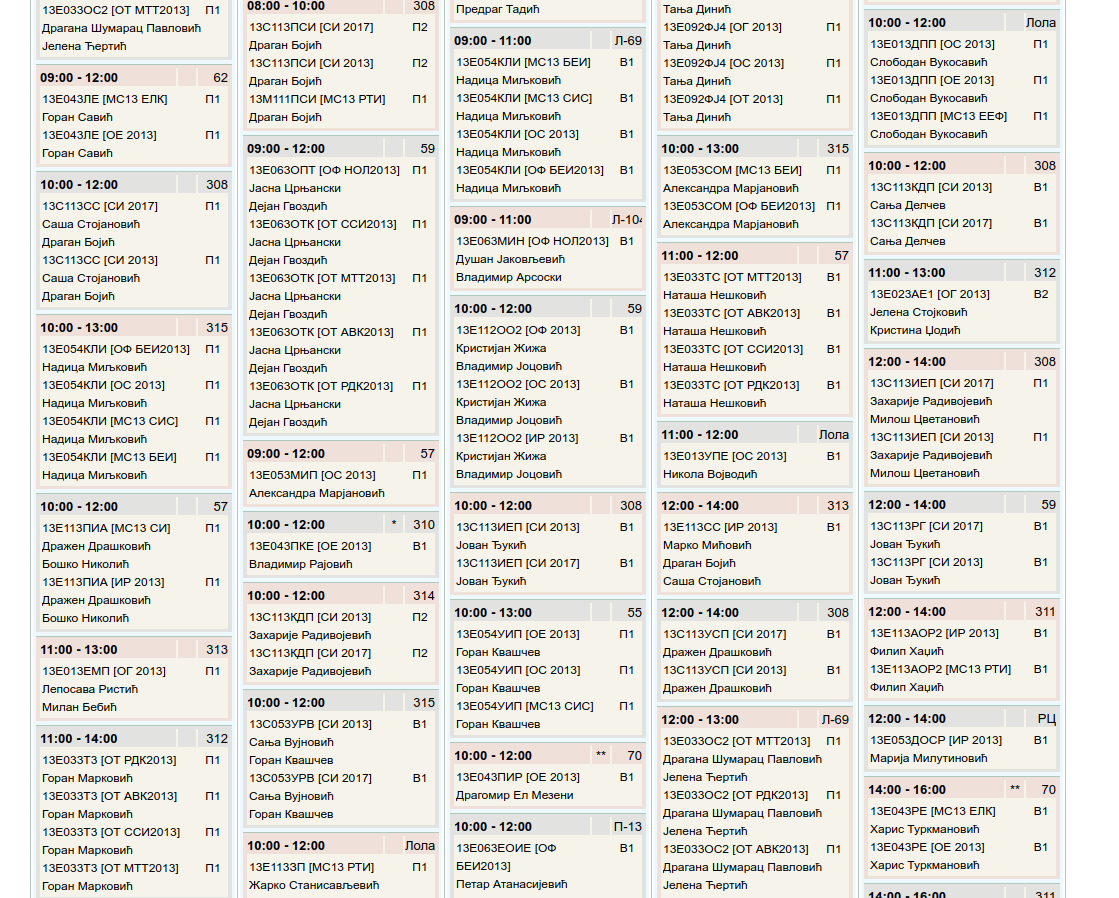 13Е033ОС2 [ОТ МТТ2013] П1
Драгана Шумарац Павловић
Јелена Ћертић
09:00 - 12:00 62
13Е043ЛЕ [МС13 ЕЛК] П1
Горан Савић
13Е043ЛЕ [ОЕ 2013] П1
Горан Савић
10:00 - 12:00 308
13С113СС [СИ 2017] П1
Саша Стојановић
Драган Бојић
13С113СС [СИ 2013] П1
Саша Стојановић
Драган Бојић
10:00 - 13:00 315
13Е054КЛИ [ОФ БЕИ2013] П1
Надица Миљковић
13Е054КЛИ [ОС 2013] П1
Надица Миљковић
13Е054КЛИ [МС13 СИС] П1
Надица Миљковић
13Е054КЛИ [МС13 БЕИ] П1
Надица Миљковић
10:00 - 12:00 57
13Е113ПИА [МС13 СИ] П1
Дражен Драшковић
Бошко Николић
13Е113ПИА [ИР 2013] П1
Дражен Драшковић
Бошко Николић
11:00 - 13:00 313
13Е013ЕМП [ОГ 2013] П1
Лепосава Ристић
Милан Бебић
11:00 - 14:00 312
13Е033ТЗ [ОТ РДК2013] П1
Горан Марковић
13Е033ТЗ [ОТ АВК2013] П1
Горан Марковић
13Е033ТЗ [ОТ ССИ2013] П1
Горан Марковић
13Е033ТЗ [ОТ МТТ2013] П1
Горан Марковић
08:00 - 10:00 308
13С113ПСИ [СИ 2017] П2
Драган Бојић
13С113ПСИ [СИ 2013] П2
Драган Бојић
13М111ПСИ [МС13 РТИ] П1
Драган Бојић
09:00 - 12:00 59
13Е063ОПТ [ОФ НОЛ2013] П1
Јасна Црњански
Дејан Гвоздић
13Е063ОТК [ОТ ССИ2013] П1
Јасна Црњански
Дејан Гвоздић
13Е063ОТК [ОТ МТТ2013] П1
Јасна Црњански
Дејан Гвоздић
13Е063ОТК [ОТ АВК2013] П1
Јасна Црњански
Дејан Гвоздић
13Е063ОТК [ОТ РДК2013] П1
Јасна Црњански
Дејан Гвоздић
09:00 - 12:00 57
13Е053МИП [ОС 2013] П1
Александра Марјановић
10:00 - 12:00 * 310
13Е043ПКЕ [ОЕ 2013] В1
Владимир Рајовић
10:00 - 12:00 314
13С113КДП [СИ 2013] П2
Захарије Радивојевић
13С113КДП [СИ 2017] П2
Захарије Радивојевић
10:00 - 12:00 315
13С053УРВ [СИ 2013] В1
Сања Вујновић
Горан Квашчев
13С053УРВ [СИ 2017] В1
Сања Вујновић
Горан Квашчев
10:00 - 12:00 Лола
13Е113ЗП [МС13 РТИ] П1
Жарко Станисављевић
Предраг Тадић
09:00 - 11:00 Л-69
13Е054КЛИ [МС13 БЕИ] В1
Надица Миљковић
13Е054КЛИ [МС13 СИС] В1
Надица Миљковић
13Е054КЛИ [ОС 2013] В1
Надица Миљковић
13Е054КЛИ [ОФ БЕИ2013] В1
Надица Миљковић
09:00 - 11:00 Л-104
13Е063МИН [ОФ НОЛ2013] В1
Душан Јаковљевић
Владимир Арсоски
10:00 - 12:00 59
13Е112ОО2 [ОФ 2013] В1
Кристијан Жижа
Владимир Јоцовић
13Е112ОО2 [ОС 2013] В1
Кристијан Жижа
Владимир Јоцовић
13Е112ОО2 [ИР 2013] В1
Кристијан Жижа
Владимир Јоцовић
10:00 - 12:00 308
13С113ИЕП [СИ 2013] В1
Јован Ђукић
13С113ИЕП [СИ 2017] В1
Јован Ђукић
10:00 - 13:00 55
13Е054УИП [ОЕ 2013] П1
Горан Квашчев
13Е054УИП [ОС 2013] П1
Горан Квашчев
13Е054УИП [МС13 СИС] П1
Горан Квашчев
10:00 - 12:00 ** 70
13Е043ПИР [ОЕ 2013] В1
Драгомир Ел Мезени
10:00 - 12:00 П-13
13Е063ЕОИЕ [ОФ В1
БЕИ2013]
Петар Атанасијевић
Тања Динић
13Е092ФЈ4 [ОГ 2013] П1
Тања Динић
13Е092ФЈ4 [ОС 2013] П1
Тања Динић
13Е092ФЈ4 [ОТ 2013] П1
Тања Динић
10:00 - 13:00 315
13Е053СОМ [МС13 БЕИ] П1
Александра Марјановић
13Е053СОМ [ОФ БЕИ2013] П1
Александра Марјановић
11:00 - 12:00 57
13Е033ТС [ОТ МТТ2013] В1
Наташа Нешковић
13Е033ТС [ОТ АВК2013] В1
Наташа Нешковић
13Е033ТС [ОТ ССИ2013] В1
Наташа Нешковић
13Е033ТС [ОТ РДК2013] В1
Наташа Нешковић
11:00 - 12:00 Лола
13Е013УПЕ [ОС 2013] В1
Никола Војводић
12:00 - 14:00 313
13Е113СС [ИР 2013] В1
Марко Мићовић
Драган Бојић
Саша Стојановић
12:00 - 14:00 308
13С113УСП [СИ 2017] В1
Дражен Драшковић
13С113УСП [СИ 2013] В1
Дражен Драшковић
12:00 - 13:00 Л-69
13Е033ОС2 [ОТ МТТ2013] П1
Драгана Шумарац Павловић
Јелена Ћертић
13Е033ОС2 [ОТ РДК2013] П1
Драгана Шумарац Павловић
Јелена Ћертић
13Е033ОС2 [ОТ АВК2013] П1
Драгана Шумарац Павловић
Јелена Ћертић
10:00 - 12:00 Лола
13Е013ДПП [ОС 2013] П1
Слободан Вукосавић
13Е013ДПП [ОЕ 2013] П1
Слободан Вукосавић
13Е013ДПП [МС13 ЕЕФ] П1
Слободан Вукосавић
10:00 - 12:00 308
13С113КДП [СИ 2013] В1
Сања Делчев
13С113КДП [СИ 2017] В1
Сања Делчев
11:00 - 13:00 312
13Е023АЕ1 [ОГ 2013] В2
Јелена Стојковић
Кристина Џодић
12:00 - 14:00 308
13С113ИЕП [СИ 2017] П1
Захарије Радивојевић
Милош Цветановић
13С113ИЕП [СИ 2013] П1
Захарије Радивојевић
Милош Цветановић
12:00 - 14:00 59
13С113РГ [СИ 2017] В1
Јован Ђукић
13С113РГ [СИ 2013] В1
Јован Ђукић
12:00 - 14:00 311
13Е113АОР2 [ИР 2013] В1
Филип Хаџић
13Е113АОР2 [МС13 РТИ] В1
Филип Хаџић
12:00 - 14:00 РЦ
13Е053ДОСР [ИР 2013] В1
Марија Милутиновић
14:00 - 16:00 ** 70
13Е043РЕ [МС13 ЕЛК] В1
Харис Туркмановић
13Е043РЕ [ОЕ 2013] В1
Харис Туркмановић
14:00 - 16:00 311